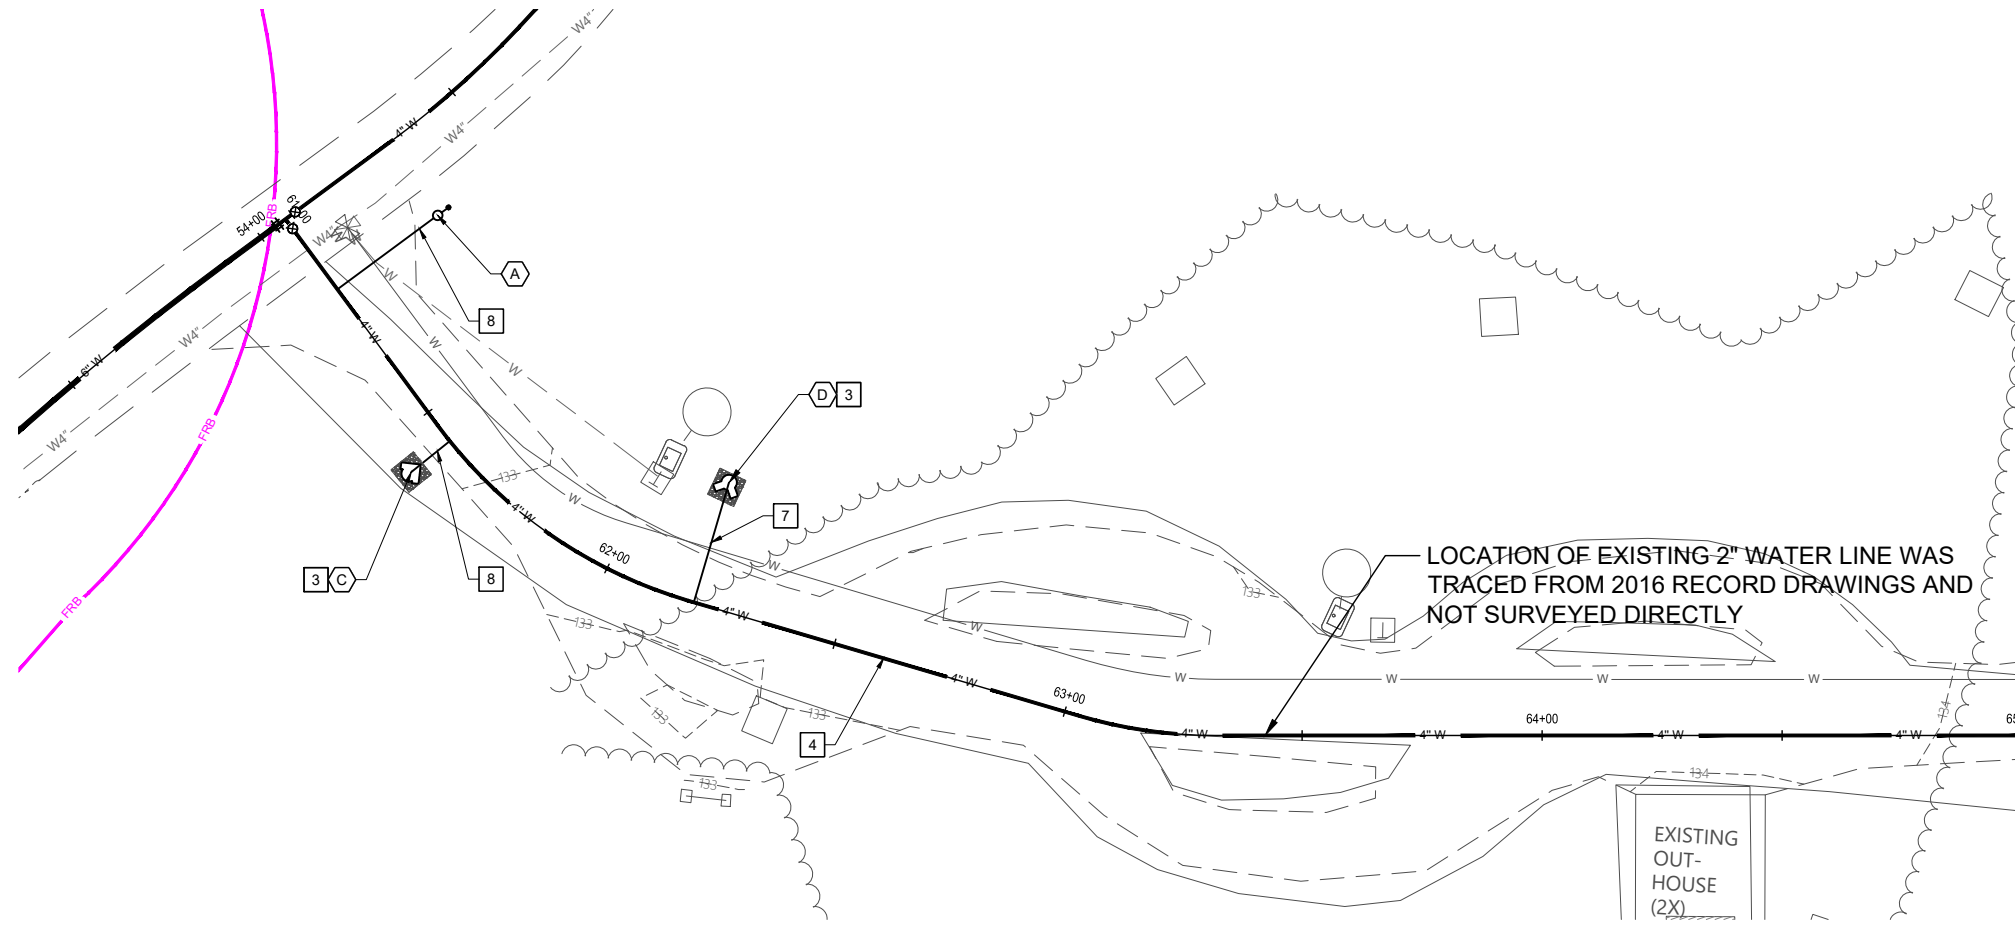 W4"
4" W
W4"
FRB
54+00
61+00
W4"
W
W
A
8
6" W
W4"
4" W
W
W
FRB
D 3
W4"
133
W
4" W
7
62+00
W
3 C
8
LOCATION OF EXISTING 2" WATER LINE WAS
TRACED FROM 2016 RECORD DRAWINGS AND
NOT SURVEYED DIRECTLY
133
FRB
4" W
133
W
4" W
63+00
W
W
W
W
133
133
134
64+00
4
4" W
4" W
4" W
4" W
134
133
EXISTING
OUT-
HOUSE
(2X)